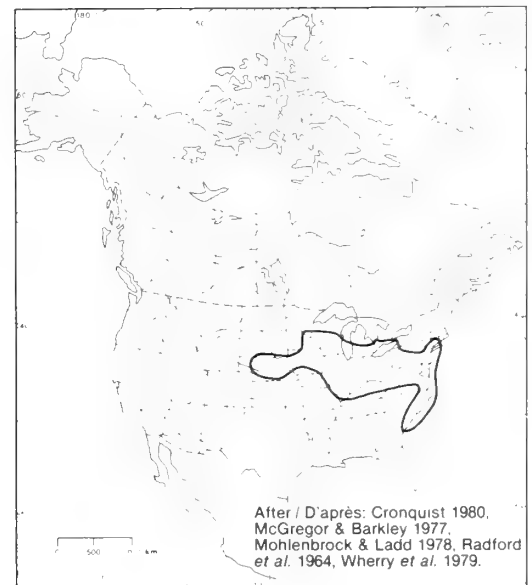 180
500
km
After / D'après: Cronquist 1980,
McGregor & Barkley 1977,
Mohlenbrock & Ladd 1978, Radford
et al. 1964, Wherry et al. 1979.